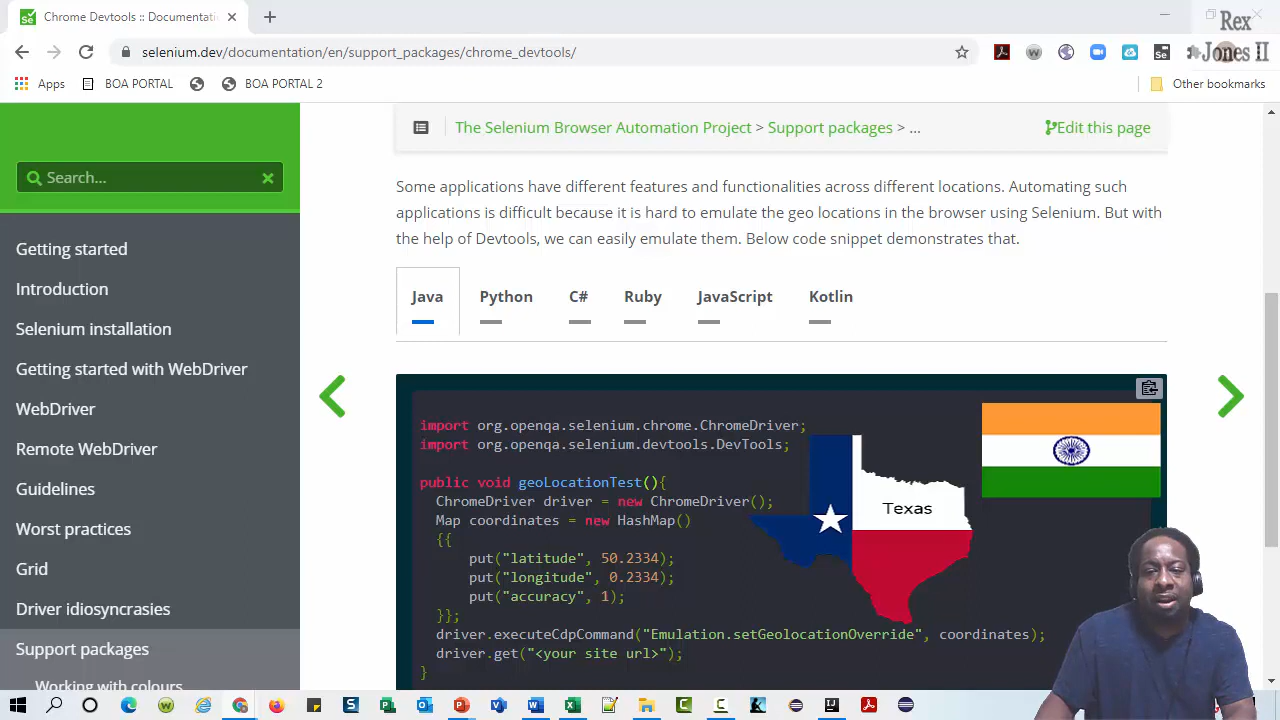 Chrome Devtools :: Documentati
Rex
Jones II
selenium.dev/documentation/en/support_packages/chrome_devtools/
Apps
BOA PORTAL
BOA PORTAL 2
Other bookmarks
Search...
Getting started
Introduction
Selenium installation
Getting started with WebDriver
WebDriver
Remote WebDriver
Guidelines
Worst practices
Grid
Driver idiosyncrasies
Support packages
Working with colours
The Selenium Browser Automation Project > Support packages > ...
Edit this page
Some applications have different features and functionalities across different locations. Automating such
applications is difficult because it is hard to emulate the geo locations in the browser using Selenium. But with
the help of Devtools, we can easily emulate them. Below code snippet demonstrates that.
Java Python C# Ruby JavaScript Kotlin
import org.openqa.selenium.chrome.ChromeDriver;
import org.openqa.selenium.devtools.DevTools;
public void geoLocationTest(){
ChromeDriver driver = new ChromeDriver();
Map coordinates = new HashMap()
{{
put("latitude", 50.2334);
put("longitude", 0.2334);
put("accuracy", 1);
}};
driver.executeCdpCommand("Emulation.setGeolocationOverride", coordinates);
driver.get("<your site url>");
}
Texas